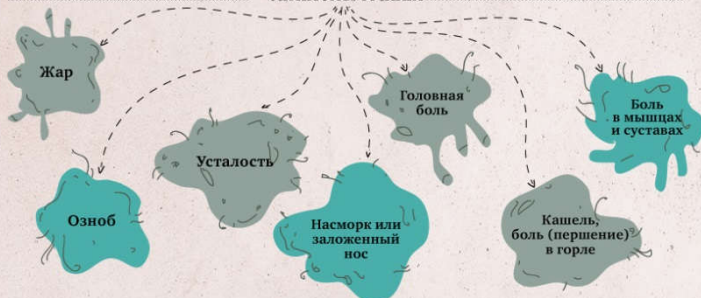 Жар
Головная
боль
Боль
в мышцах
и суставах
Усталость
Озноб
Насморк или
заложенный
нос
Кашель,
боль (першение)
в горле